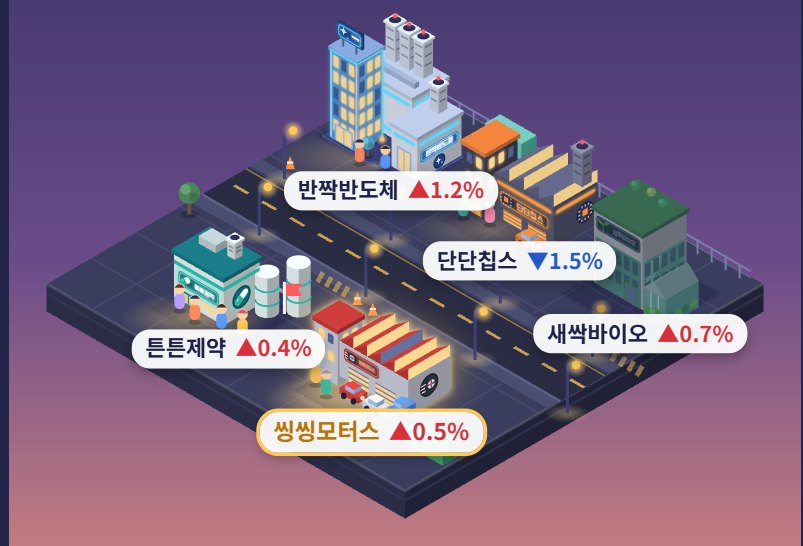 반짝반도체 ▲1.2%
단단칩스 ▼1.5%
새싹바이오 ▲0.7%
튼튼제약 ▲0.4%
씽씽모터스 ▲0.5%